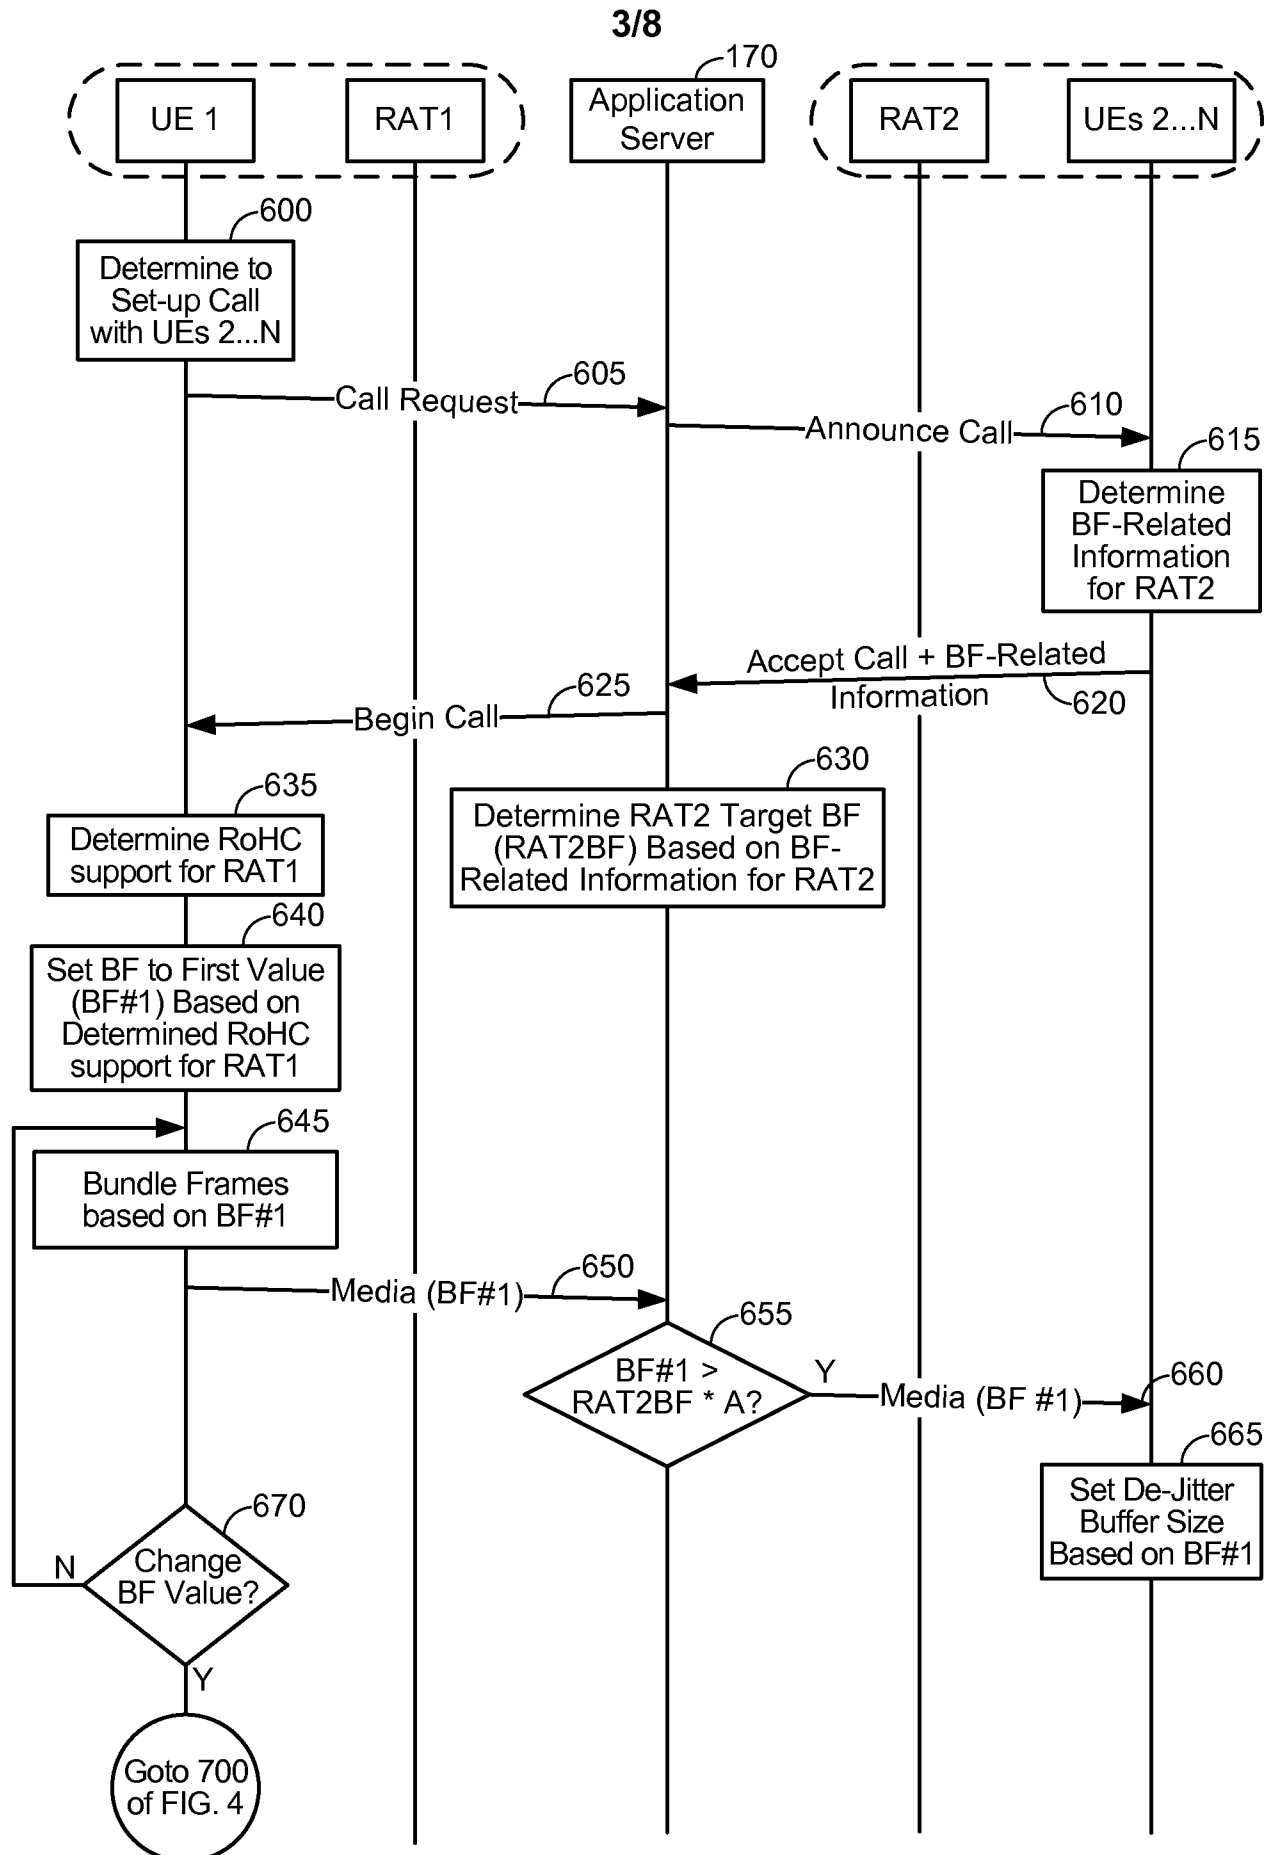 3/8
170
UE 1
RAT1
Application
Server
RAT2
UEs 2...N
600
Determine to
Set-up Call
with UEs 2...N
605
Call Request
610
Announce Call
615
Determine
BF-Related
Information
for RAT2
Accept Call + BF-Related
Information
620
625
Begin Call
630
Determine RAT2 Target BF
(RAT2BF) Based on BF-
Related Information for RAT2
635
Determine RoHC
support for RAT1
640
Set BF to First Value
(BF#1) Based on
Determined RoHC
support for RAT1
645
Bundle Frames
based on BF#1
650
Media (BF#1)
655
BF#1 >
RAT2BF * A?
Y
660
Media (BF #1)
665
Set De-Jitter
Buffer Size
Based on BF#1
670
Change
BF Value?
N
Y
Goto 700
of FIG. 4